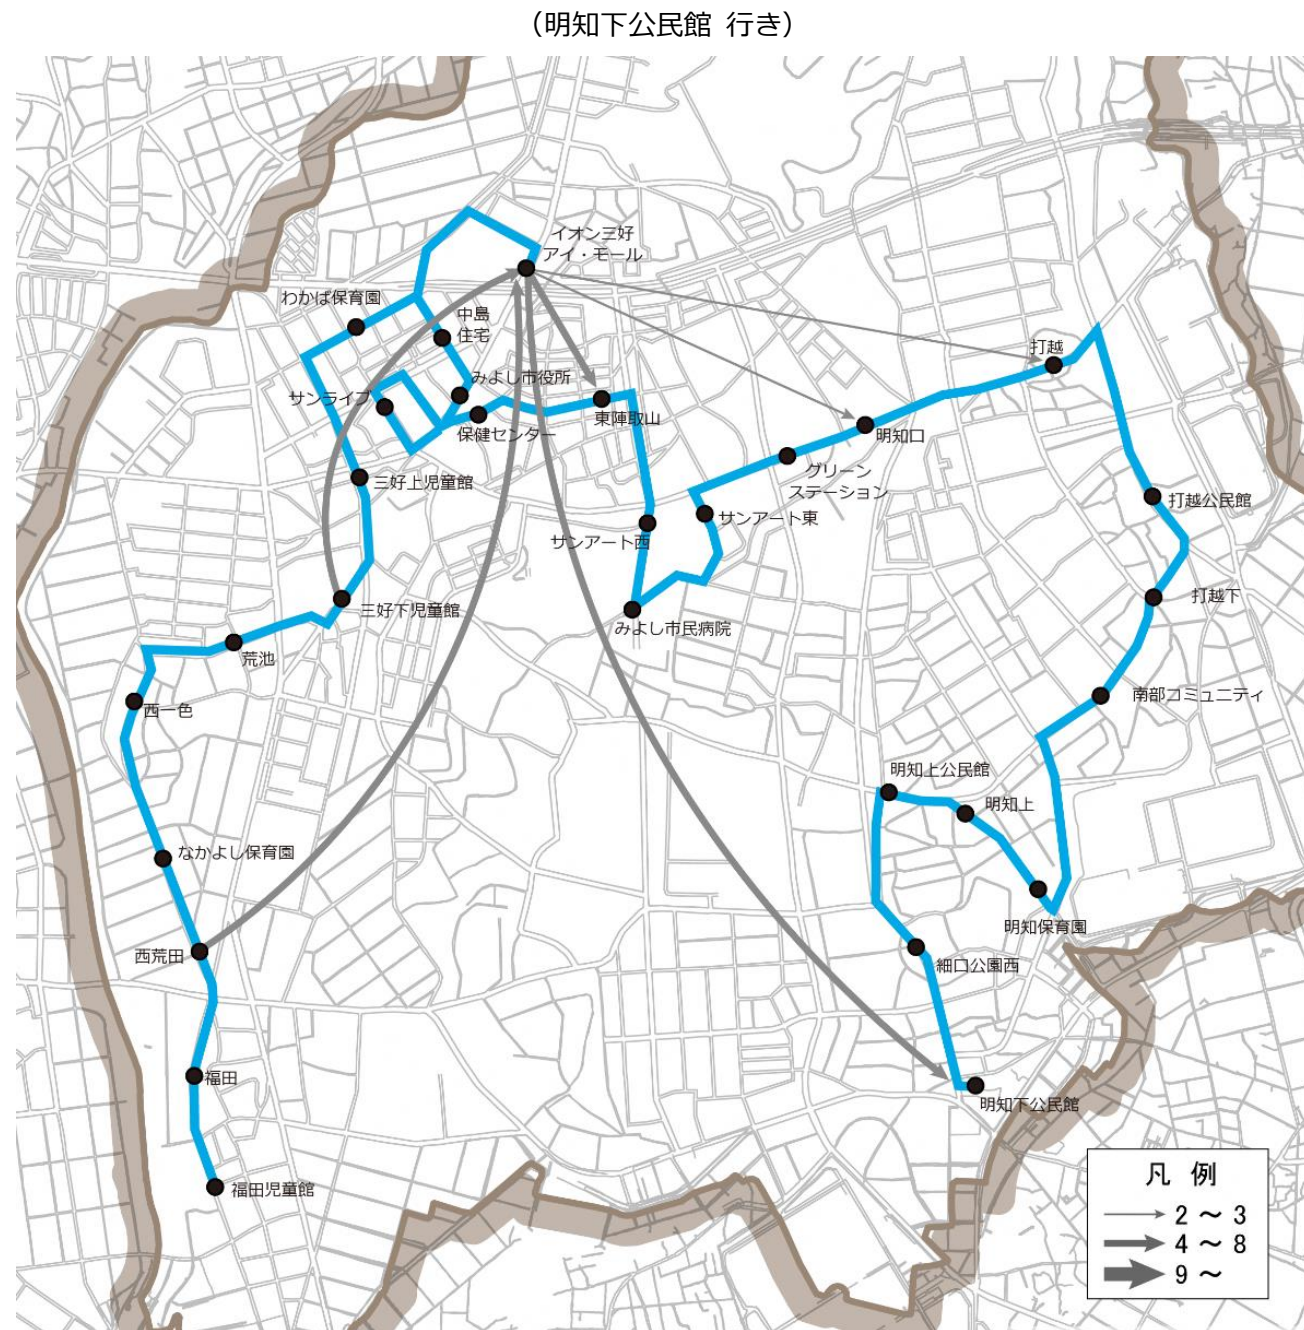 (明知下公民館 行き)
イオン三好
アイ・モール
わかば保育園
中島
住宅
打越
みよし市役所
サンライブ
保健センター
東陣取山
明知口
グリーン
ステーション
三好上児童館
打越公民館
サンアート東
サンアート西
打越下
三好下児童館
みよし市民病院
荒池
南部コミュニティ
西一色
明知上公民館
明知上
なかよし保育園
明知保育園
西荒田
細口公園西
福田
明知下公民館
福田児童館
凡 例
2 ~ 3
4 ~ 8
9 ~